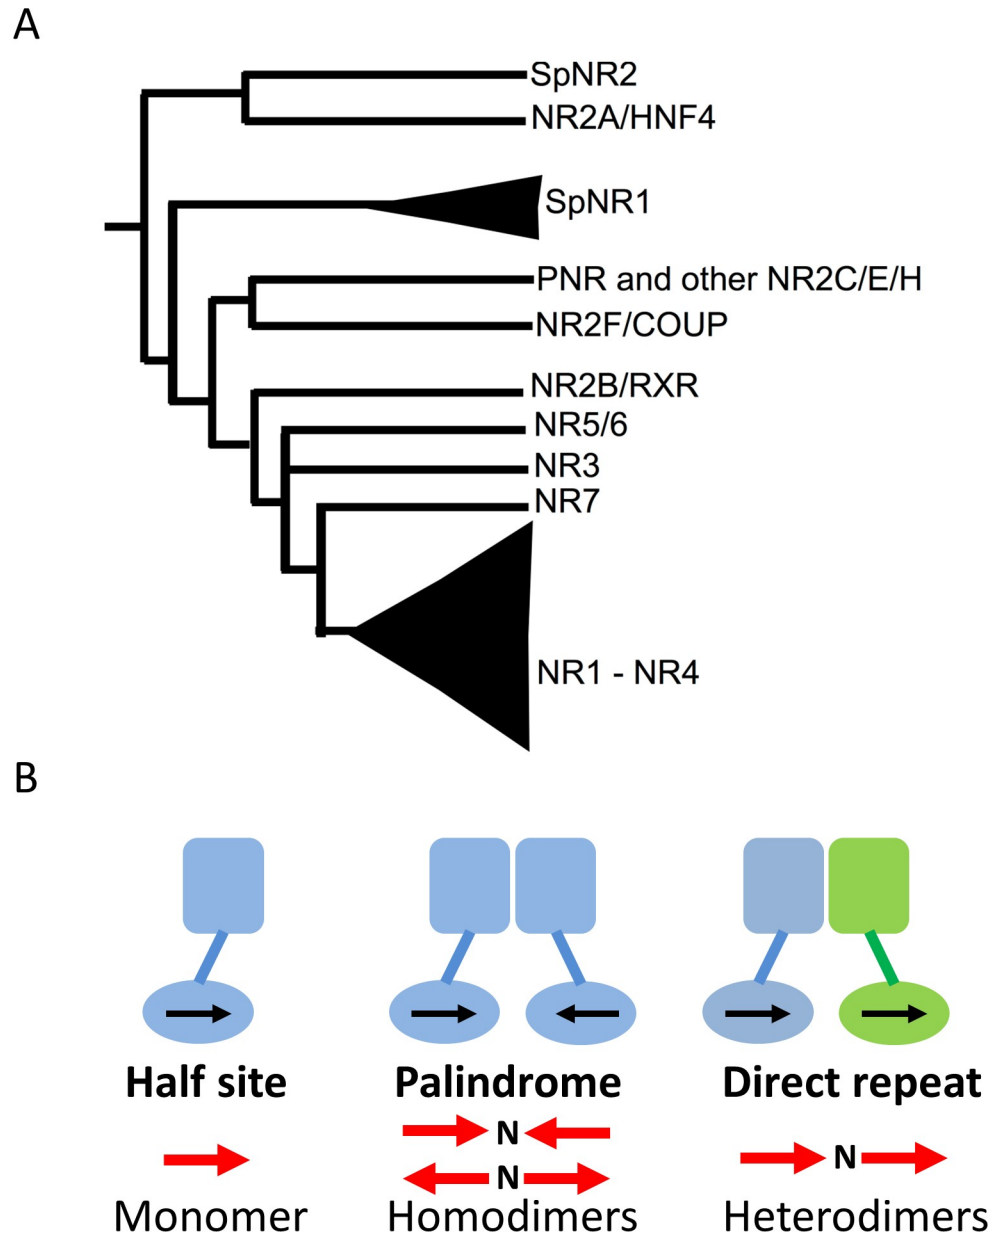 A
SpNR2
NR2A/HNF4
SpNR1
PNR and other NR2C/E/H
NR2F/COUP
NR2B/RXR
NR5/6
NR3
NR7
NR1 - NR4
B
Half site
Palindrome
Direct repeat
N
N
N
Monomer
Homodimers
Heterodimers